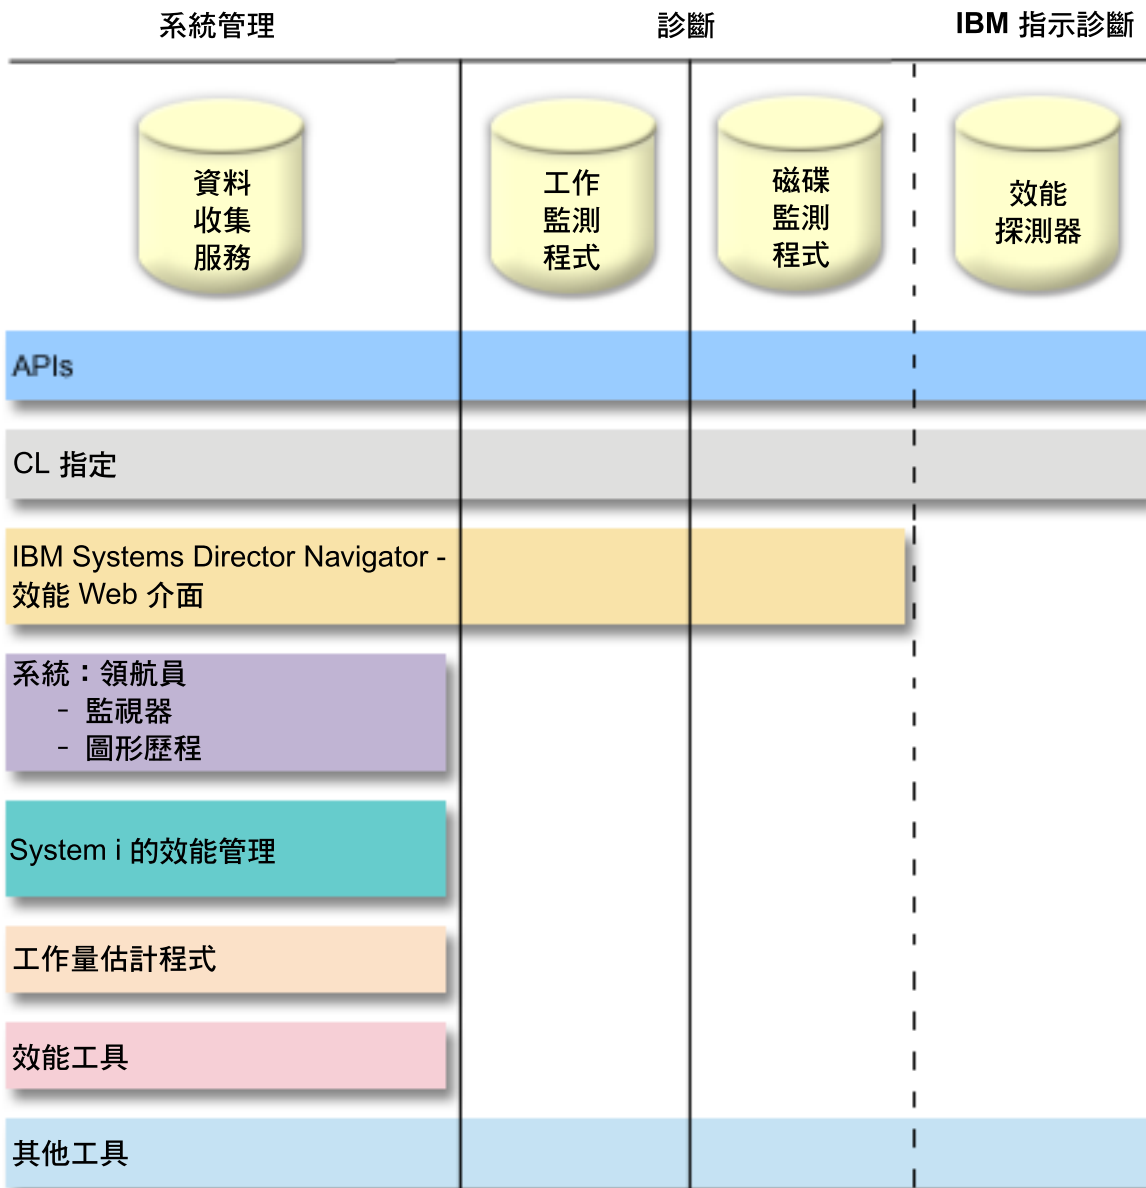 系統管理
診斷
IBM 指示診斷
資料
收集
服務
工作
監測
程式
磁碟
監測
程式
效能
探測器
APIs
CL 指定
IBM Systems Director Navigator -
效能 Web 介面
系統：領航員
- 監視器
- 圖形歷程
System i 的效能管理
工作量估計程式
效能工具
其他工具